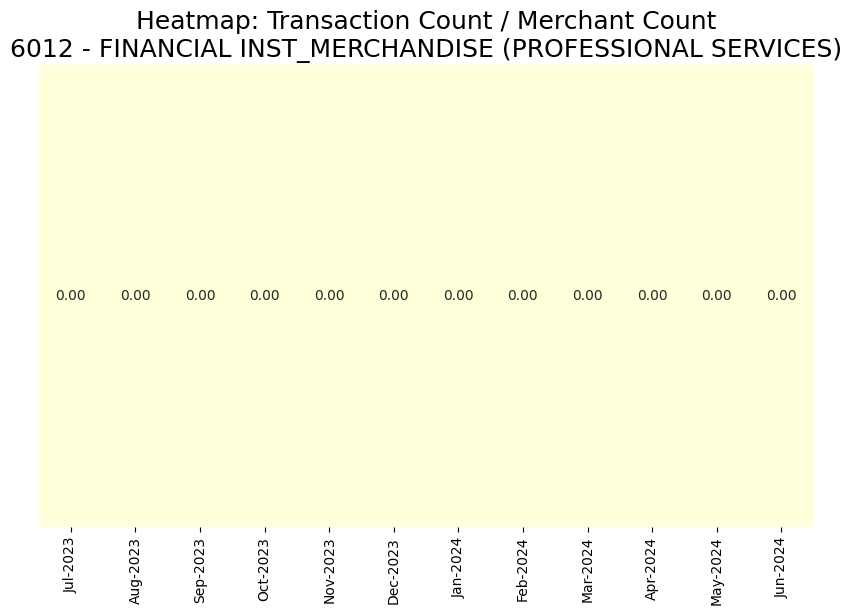 Heatmap: Transaction Count / Merchant Count
6012 - FINANCIAL INST_MERCHANDISE (PROFESSIONAL SERVICES)
0.00 0.00 0.00 0.00 0.00 0.00 0.00 0.00 0.00 0.00 0.00 0.00
Jul-2023
Aug-2023
Sep-2023
Oct-2023
Nov-2023
Dec-2023
Jan-2024
Feb-2024
Mar-2024
Apr-2024
May-2024
Jun-2024